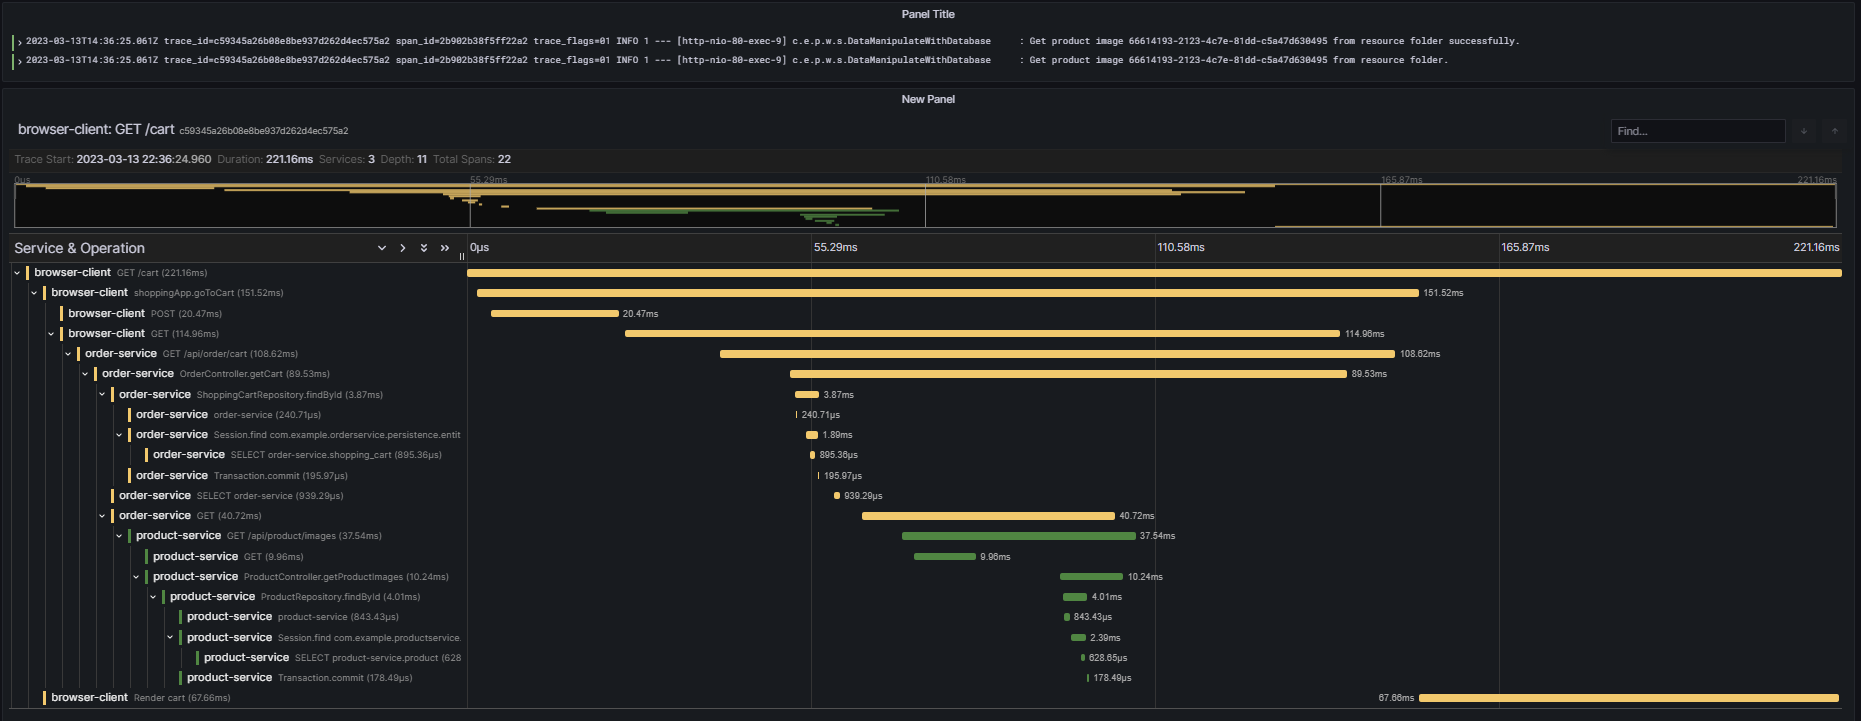 Panel Title
2023-03-13T14:36:25.061Z trace_id=c59345a26b08e8be937d262d4ec575a2 span_id=2b902b38f5ff22a2 trace_flags=01 INFO 1 --- [http-nio-80-exec-9] c.e.p.w.s.DataManipulateWithDatabase : Get product image 66614193-2123-4c7e-81dd-c5a47d630495 from resource folder successfully.
2023-03-13T14:36:25.061Z trace_id=c59345a26b08e8be937d262d4ec575a2 span_id=2b902b38f5ff22a2 trace_flags=01 INFO 1 --- [http-nio-80-exec-9] c.e.p.w.s.DataManipulateWithDatabase : Get product image 66614193-2123-4c7e-81dd-c5a47d630495 from resource folder.
New Panel
browser-client: GET /cart c59345a26b08e8be937d262d4ec575a2
Find...
Trace Start: 2023-03-13 22:36:24.960 Duration: 221.16ms Services: 3 Depth: 11 Total Spans: 22
0μs 55.29ms 110.58ms 165.87ms 221.16ms
Service & Operation 0μs 55.29ms 110.58ms 165.87ms 221.16ms
browser-client GET /cart (221.16ms)
browser-client shoppingApp.goToCart (151.52ms) 151.52ms
browser-client POST (20.47ms) 20.47ms
browser-client GET (114.96ms) 114.96ms
order-service GET /api/order/cart (108.62ms) 108.62ms
order-service OrderController.getCart (89.53ms) 89.53ms
order-service ShoppingCartRepository.findById (3.87ms) 3.87ms
order-service order-service (240.71μs) 240.71μs
order-service Session.find com.example.orderservice.persistence.entit 1.89ms
order-service SELECT order-service.shopping_cart (895.36μs) 895.36μs
order-service Transaction.commit (195.97μs) 195.97μs
order-service SELECT order-service (939.29μs) 939.29μs
order-service GET (40.72ms) 40.72ms
product-service GET /api/product/images (37.54ms) 37.54ms
product-service GET (9.96ms) 9.96ms
product-service ProductController.getProductImages (10.24ms) 10.24ms
product-service ProductRepository.findById (4.01ms) 4.01ms
product-service product-service (843.43μs) 843.43μs
product-service Session.find com.example.productservice. 2.39ms
product-service SELECT product-service.product (628 628.65μs
product-service Transaction.commit (178.49μs) 178.49μs
browser-client Render cart (67.66ms) 67.66ms